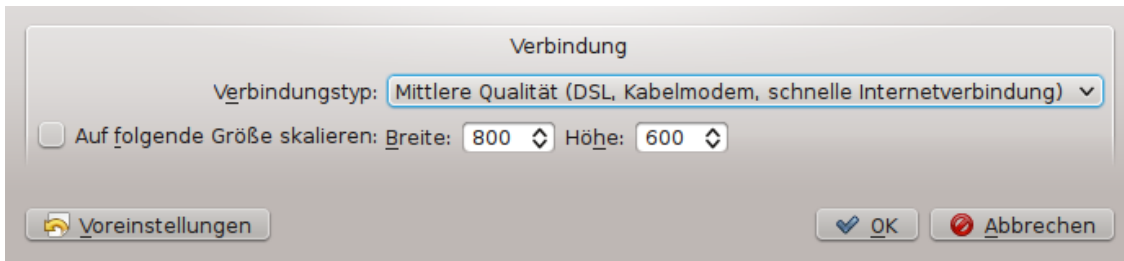 Verbindung
Verbindungstyp: Mittlere Qualität (DSL, Kabelmodem, schnelle Internetverbindung)
Auf folgende Größe skalieren: Breite: 800 Höhe: 600
Voreinstellungen OK Abbrechen